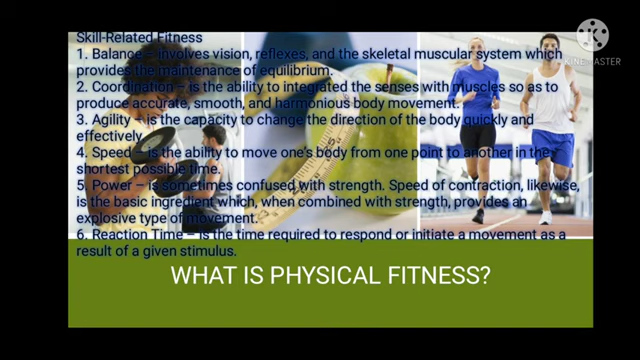 Skill-Related Fitness
1. Balance – involves vision, reflexes, and the skeletal muscular system which
provides the maintenance of equilibrium.
2. Coordination – is the ability to integrated the senses with muscles so as to
produce accurate, smooth, and harmonious body movement.
3. Agility – is the capacity to change the direction of the body quickly and
effectively.
4. Speed – is the ability to move one's body from one point to another in the
shortest possible time.
5. Power – is sometimes confused with strength. Speed of contraction, likewise,
is the basic ingredient which, when combined with strength, provides an
explosive type of movement.
6. Reaction Time – is the time required to respond or initiate a movement as a
result of a given stimulus.
WHAT IS PHYSICAL FITNESS?
KINEMASTER